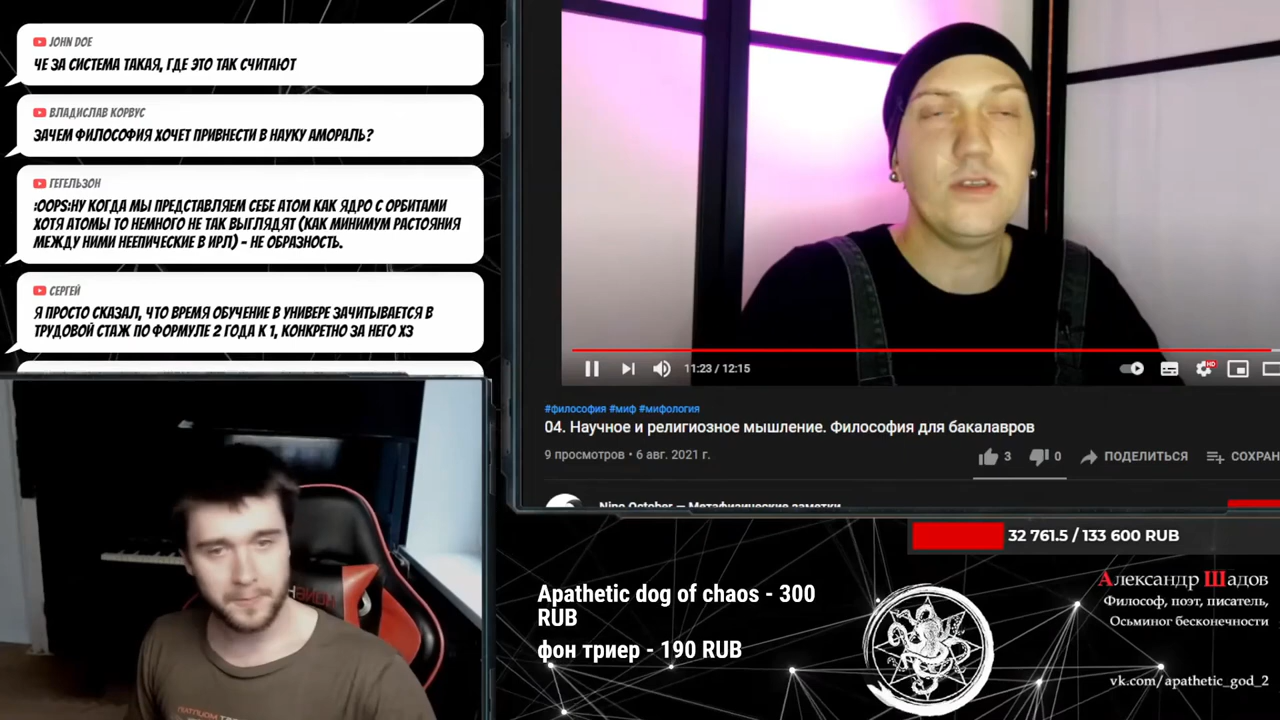 JOHN DOE
ЧЕ ЗА СИСТЕМА ТАКАЯ, ГДЕ ЭТО ТАК СЧИТАЮТ
ВЛАДИСЛАВ КОРВУС
ЗАЧЕМ ФИЛОСОФИЯ ХОЧЕТ ПРИВНЕСТИ В НАУКУ АМОРАЛЬ?
ГЕГЕЛЬЗОН
:OOPS:НУ КОГДА МЫ ПРЕДСТАВЛЯЕМ СЕБЕ АТОМ КАК ЯДРО С ОРБИТАМИ
ХОТЯ АТОМЫ ТО НЕМНОГО НЕ ТАК ВЫГЛЯДЯТ (КАК МИНИМУМ РАСТОЯНИЯ
МЕЖДУ НИМИ НЕЕПИЧЕСКИЕ В ИРЛ) - НЕ ОБРАЗНОСТЬ.
СЕРГЕЙ
Я ПРОСТО СКАЗАЛ, ЧТО ВРЕМЯ ОБУЧЕНИЕ В УНИВЕРЕ ЗАЧИТЫВАЕТСЯ В
ТРУДОВОЙ СТАЖ ПО ФОРМУЛЕ 2 ГОДА К 1, КОНКРЕТНО ЗА НЕГО ХЗ
11:23 / 12:15
HD
#философия #миф #мифология
04. Научное и религиозное мышление. Философия для бакалавров
9 просмотров • 6 авг. 2021 г.
3
0
ПОДЕЛИТЬСЯ
СОХРАН
Nino October — Метафизические заметки
32 761.5 / 133 600 RUB
Apathetic dog of chaos - 300
RUB
фон триер - 190 RUB
Александр Шадов
Философ, поэт, писатель,
Осьминог бесконечности
vk.com/apathetic_god_2